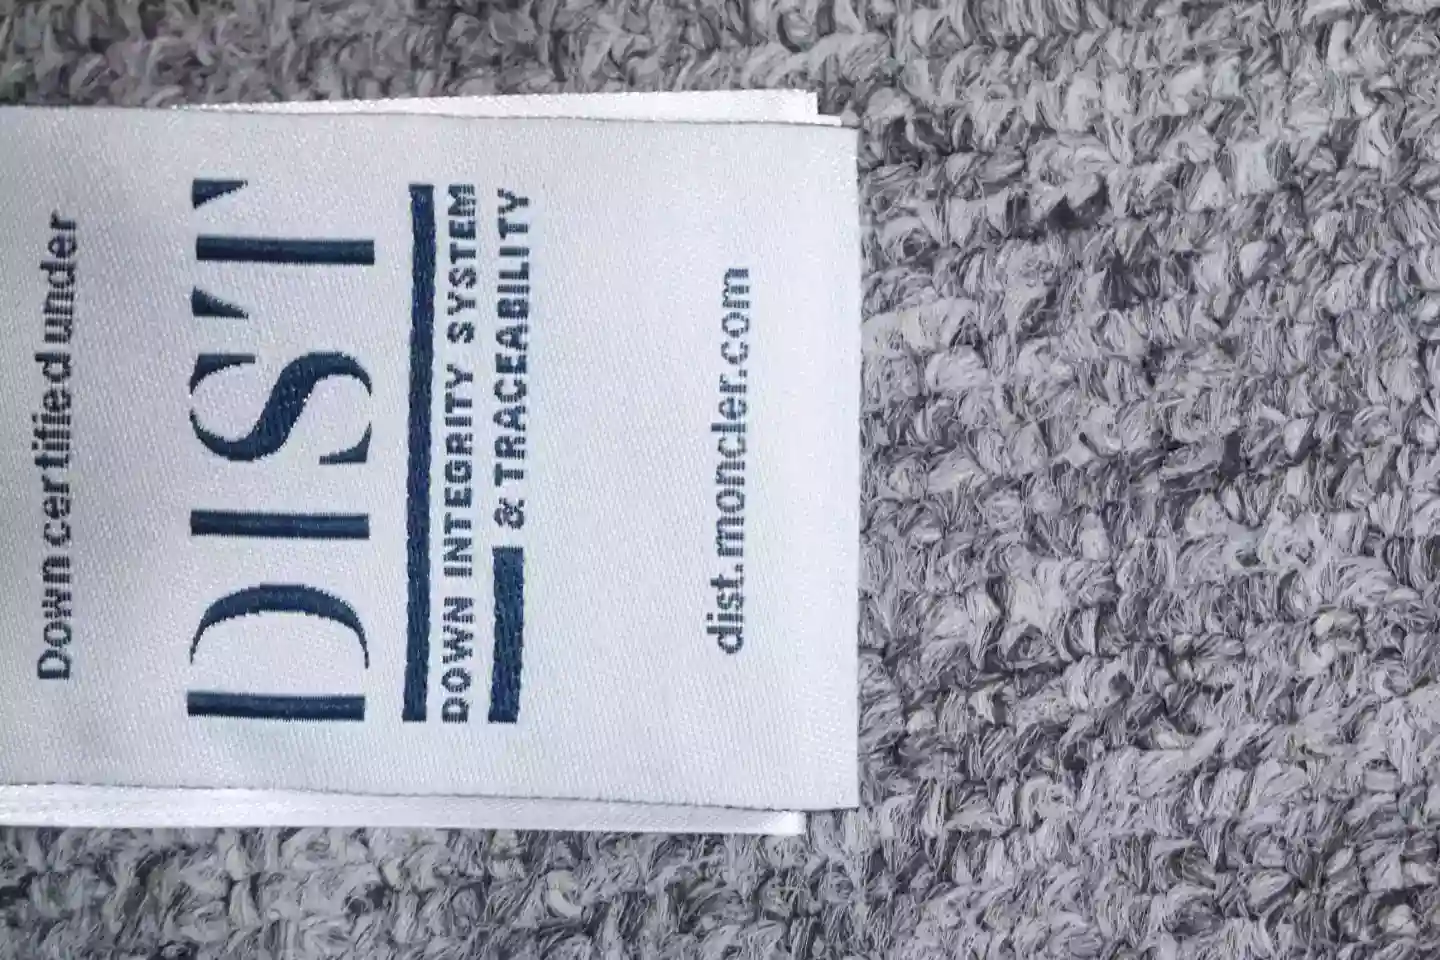 Down certified under
DIST
DOWN INTEGRITY SYSTEM
& TRACEABILITY
dist.moncler.com